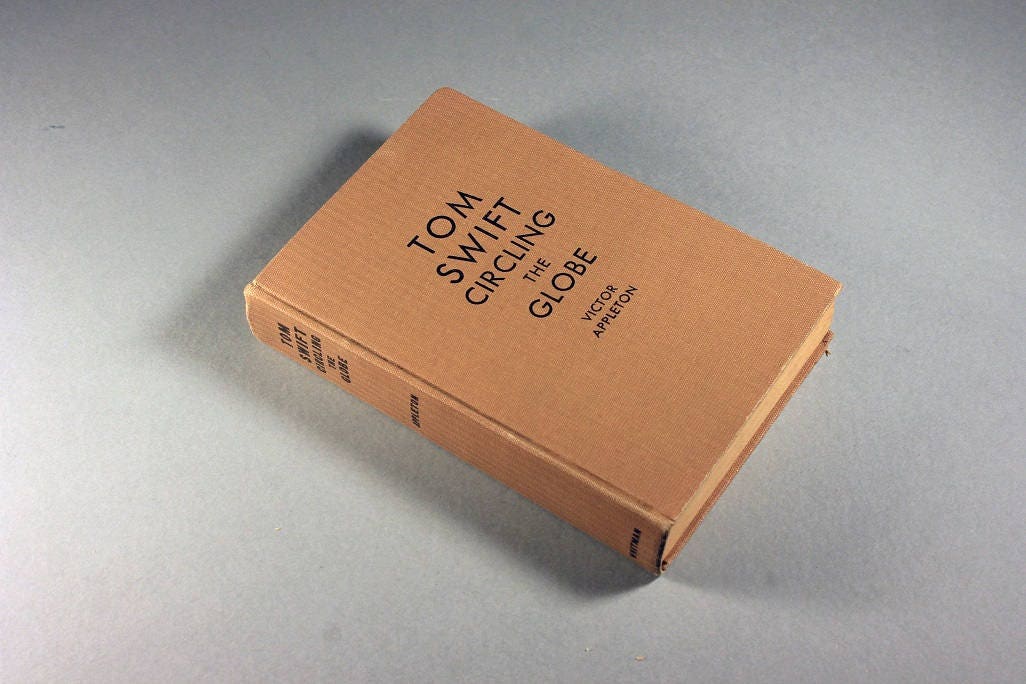 TOM
SWIFT
CIRCLING
THE
GLOBE
VICTOR
APPLETON
TOM
SWIFT
CIRCLING
THE
GLOBE
APPLETON
WHITMAN